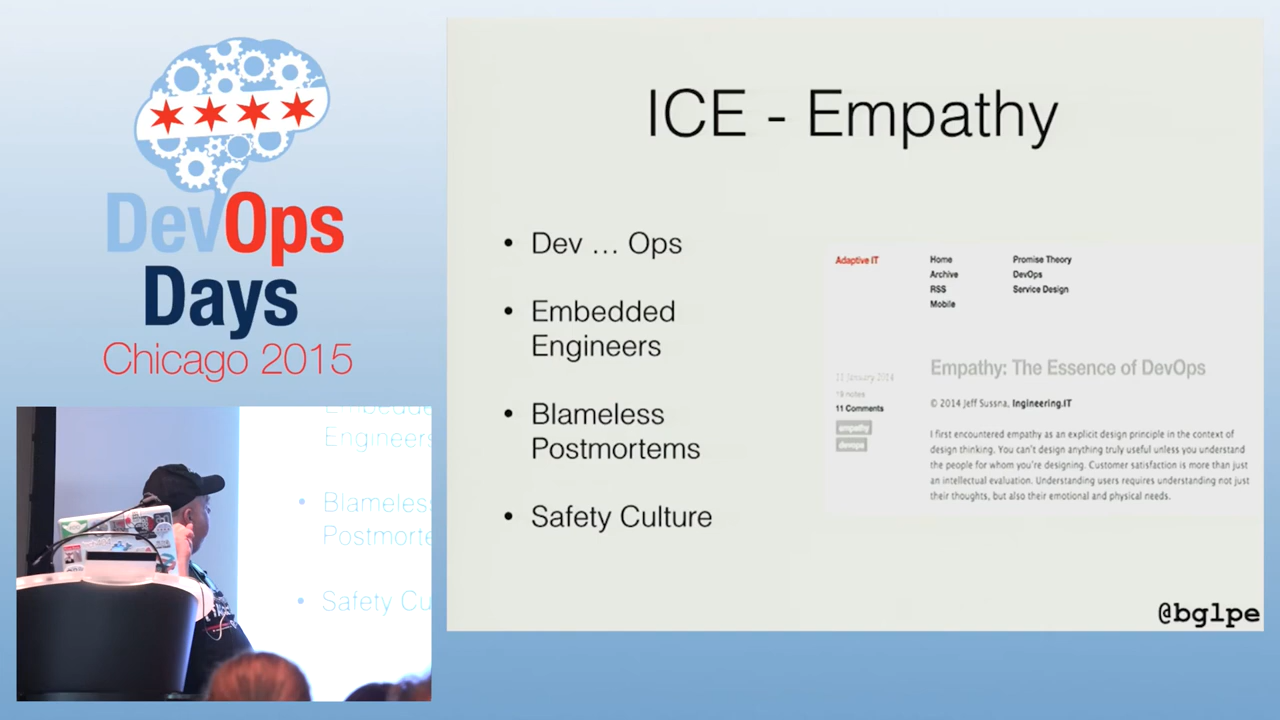 DevOps
Days
Chicago 2015
ICE - Empathy
• Dev … Ops
• Embedded
Engineers
• Blameless
Postmortems
• Safety Culture
Adaptive IT
Home
Archive
RSS
Mobile
Promise Theory
DevOps
Service Design
Empathy: The Essence of DevOps
11 Comments
empathy
devops
© 2014 Jeff Sussna, Ingineering.IT
I first encountered empathy as an explicit design principle in the context of
design thinking. You can't design anything truly useful unless you understand
the people for whom you're designing. Customer satisfaction is more than just
an intellectual evaluation. Understanding users requires understanding not just
their thoughts, but also their emotional and physical needs.
@bglpe
Embedded
Engineers
• Blameless
Postmorte
• Safety Cu